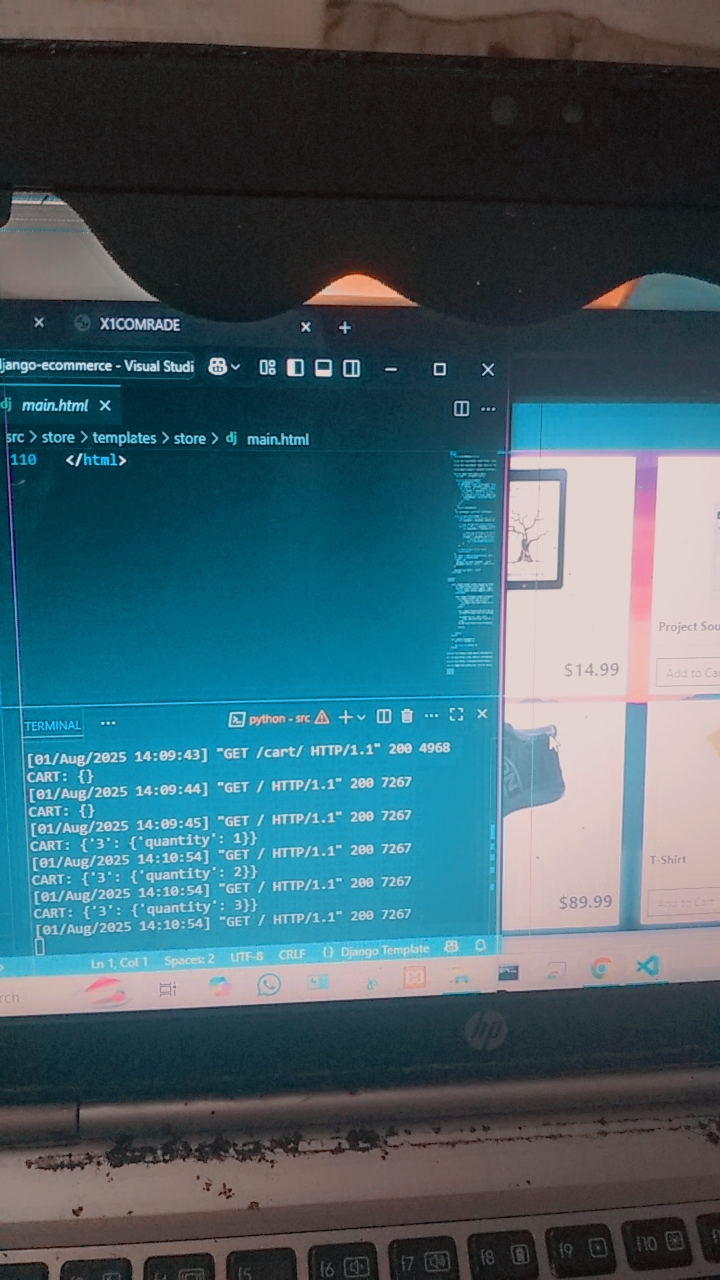 X1COMRADE
jango-ecommerce - Visual Studi
dj main.html
src > store > templates > store > dj main.html
110 </html>
Project Sou
$14.99
Add to Ca
TERMINAL
python - src
[01/Aug/2025 14:09:43] "GET /cart/ HTTP/1.1" 200 4968
CART: {}
[01/Aug/2025 14:09:44] "GET / HTTP/1.1" 200 7267
CART: {}
[01/Aug/2025 14:09:45] "GET / HTTP/1.1" 200 7267
CART: {'3': {'quantity': 1}}
[01/Aug/2025 14:10:54] "GET / HTTP/1.1" 200 7267
CART: {'3': {'quantity': 2}}
[01/Aug/2025 14:10:54] "GET / HTTP/1.1" 200 7267
CART: {'3': {'quantity': 3}}
[01/Aug/2025 14:10:54] "GET / HTTP/1.1" 200 7267
T-Shirt
$89.99
Add to Cart
Ln 1, Col 1 Spaces: 2 UTF-8 CRLF {} Django Template
rch
hp
f5 f6 f7 f8 f9 f10